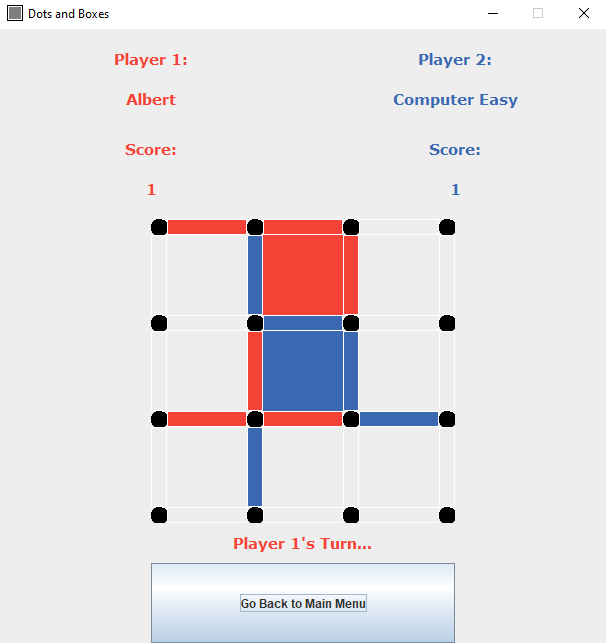 Dots and Boxes
Player 1:
Player 2:
Albert
Computer Easy
Score:
Score:
1
1
Player 1's Turn...
Go Back to Main Menu